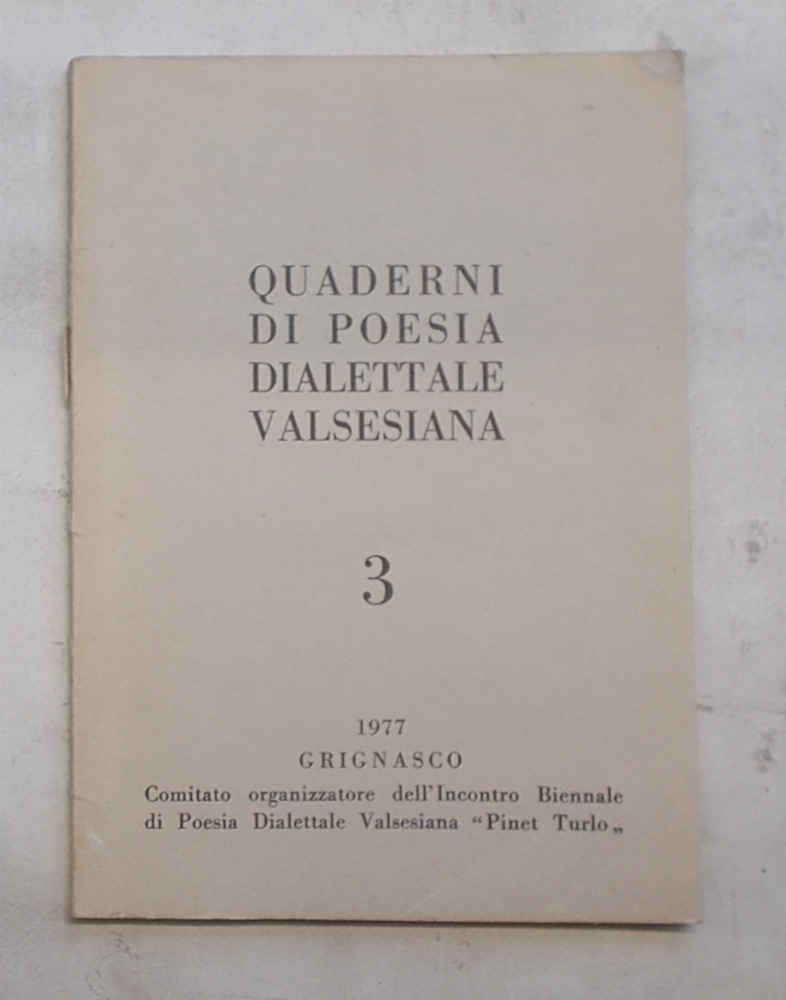 QUADERNI
DI POESIA
DIALETTALE
VALSESIANA
3
1977
GRIGNASCO
Comitato organizzatore dell'Incontro Biennale
di Poesia Dialettale Valsesiana “Pinet Turlo„